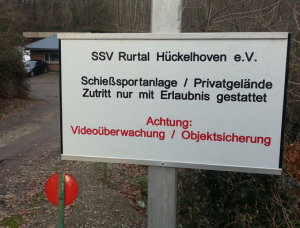 SSV Rurtal Hückelhoven e.V.
Schießsportanlage / Privatgelände
Zutritt nur mit Erlaubnis gestattet
Achtung:
Videoüberwachung / Objektsicherung